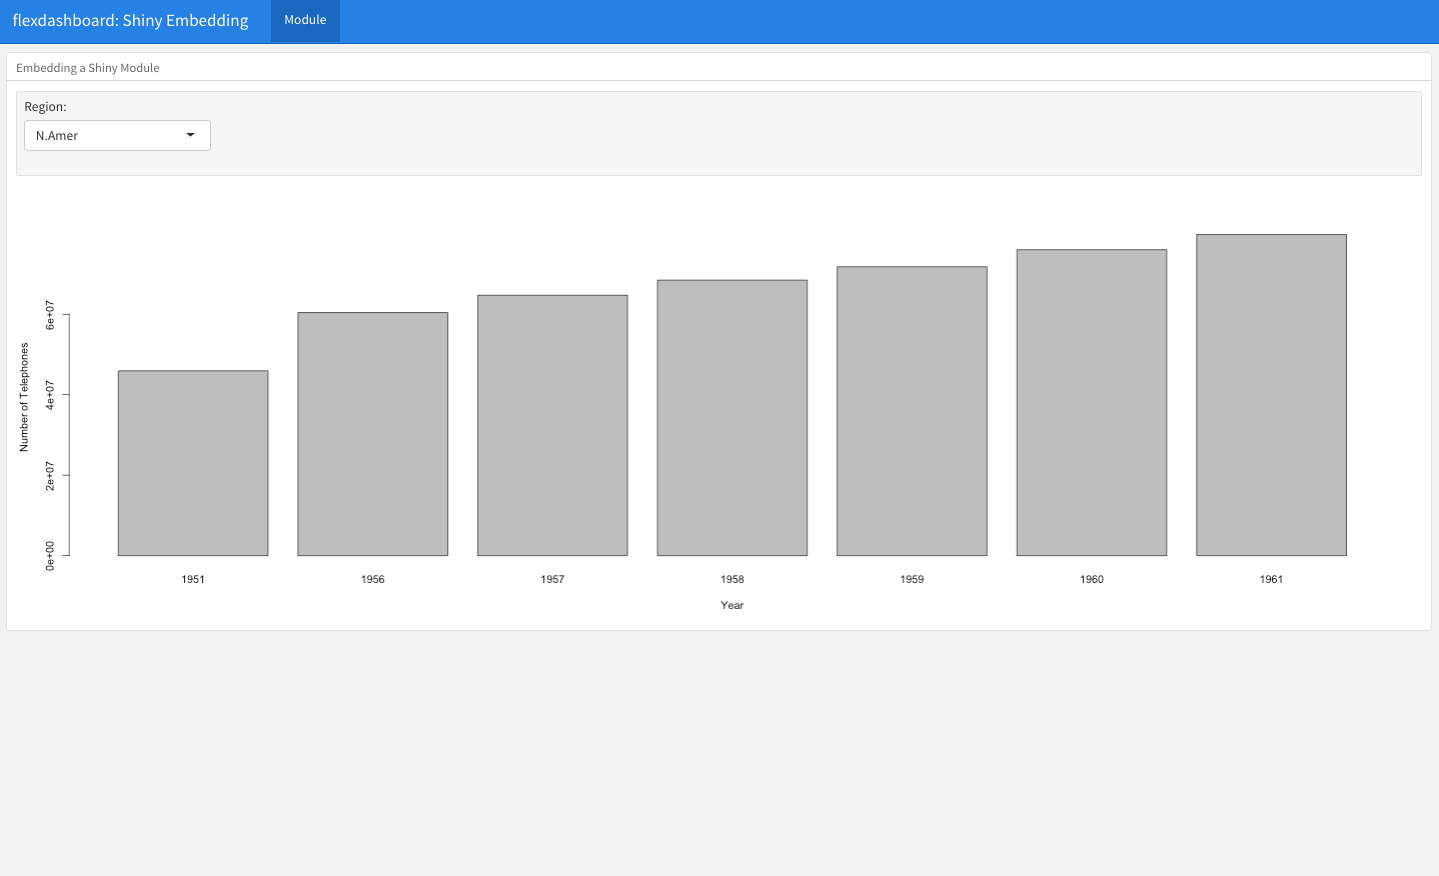 flexdashboard: Shiny Embedding
Module
Embedding a Shiny Module
Region:
N.Amer
Number of Telephones
6e+07
4e+07
2e+07
0e+00
1951 1956 1957 1958 1959 1960 1961
Year